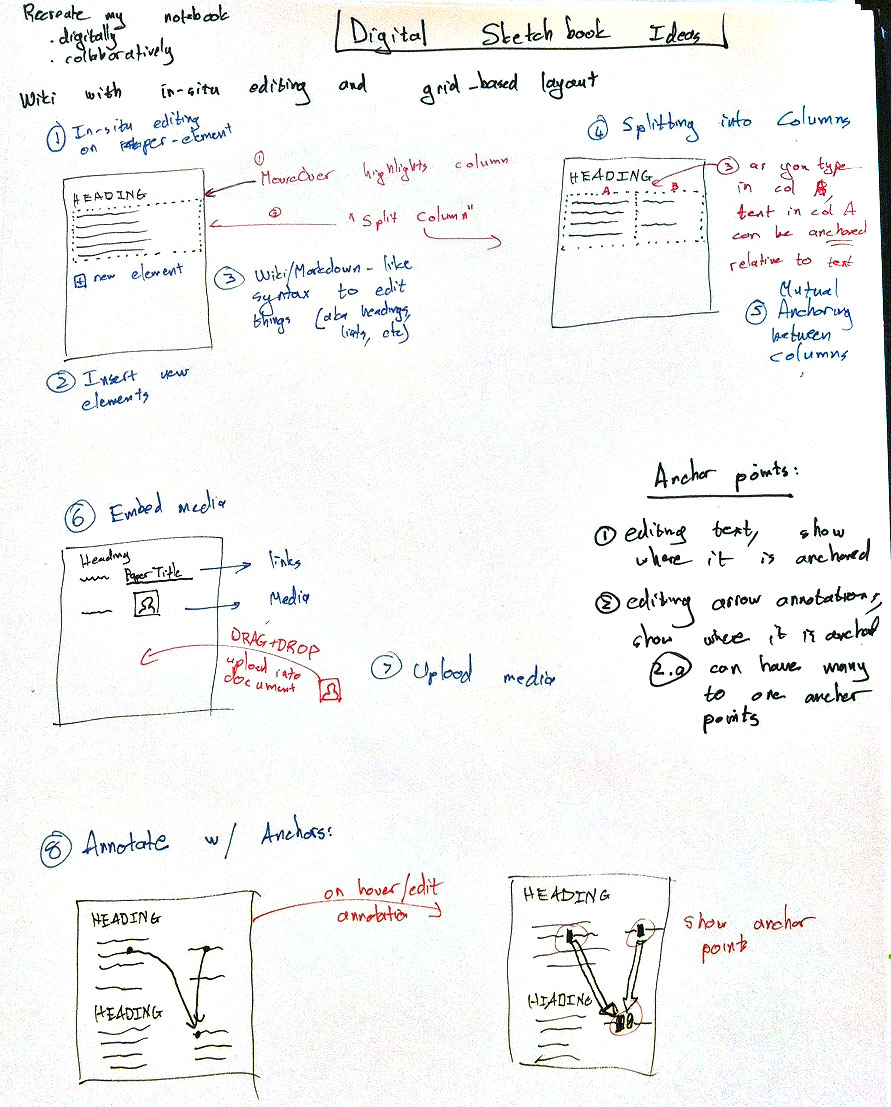 Recreate my notebook
. digitally
. collaboratively
Digital Sketchbook Ideas
Wiki with in-situ editing and grid-based layout
① In-situ editing
on per-element
HEADING
+ new element
② Insert new
elements
①
MouseOver highlights column
②
"Split Column"
③ Wiki/Markdown-like
syntax to edit
things (aka headings,
lists, etc)
④ Splitting into Columns
HEADING
A B
③ as you type
in col
text in col A
can be anchored
relative to text
Mutual
⑤ Anchoring
between
columns
⑥ Embed media
Heading
Paper Title
links
Media
DRAG+DROP
upload into
document
⑦ Upload media
Anchor points:
① editing text, show
where it is anchored
② editing arrow annotations,
show where it is anchod
2.a can have many
to one ancher
points
⑧ Annotate w/ Anchors:
HEADING
HEADING
on hover/edit
annotation
HEADING
HEADING
show anchor
points